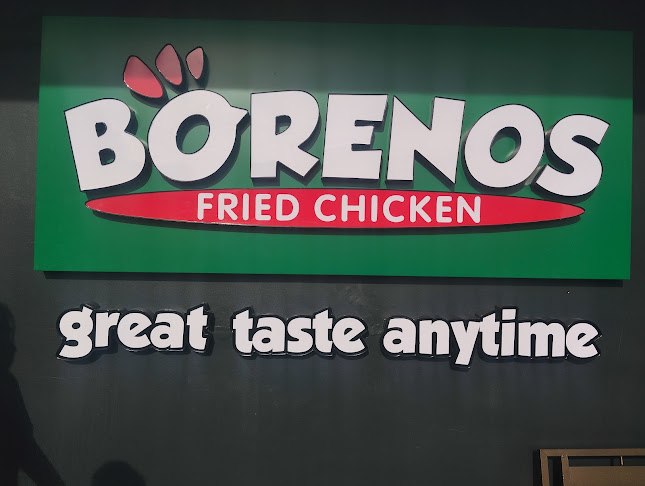 BORENOS
FRIED CHICKEN
great taste anytime